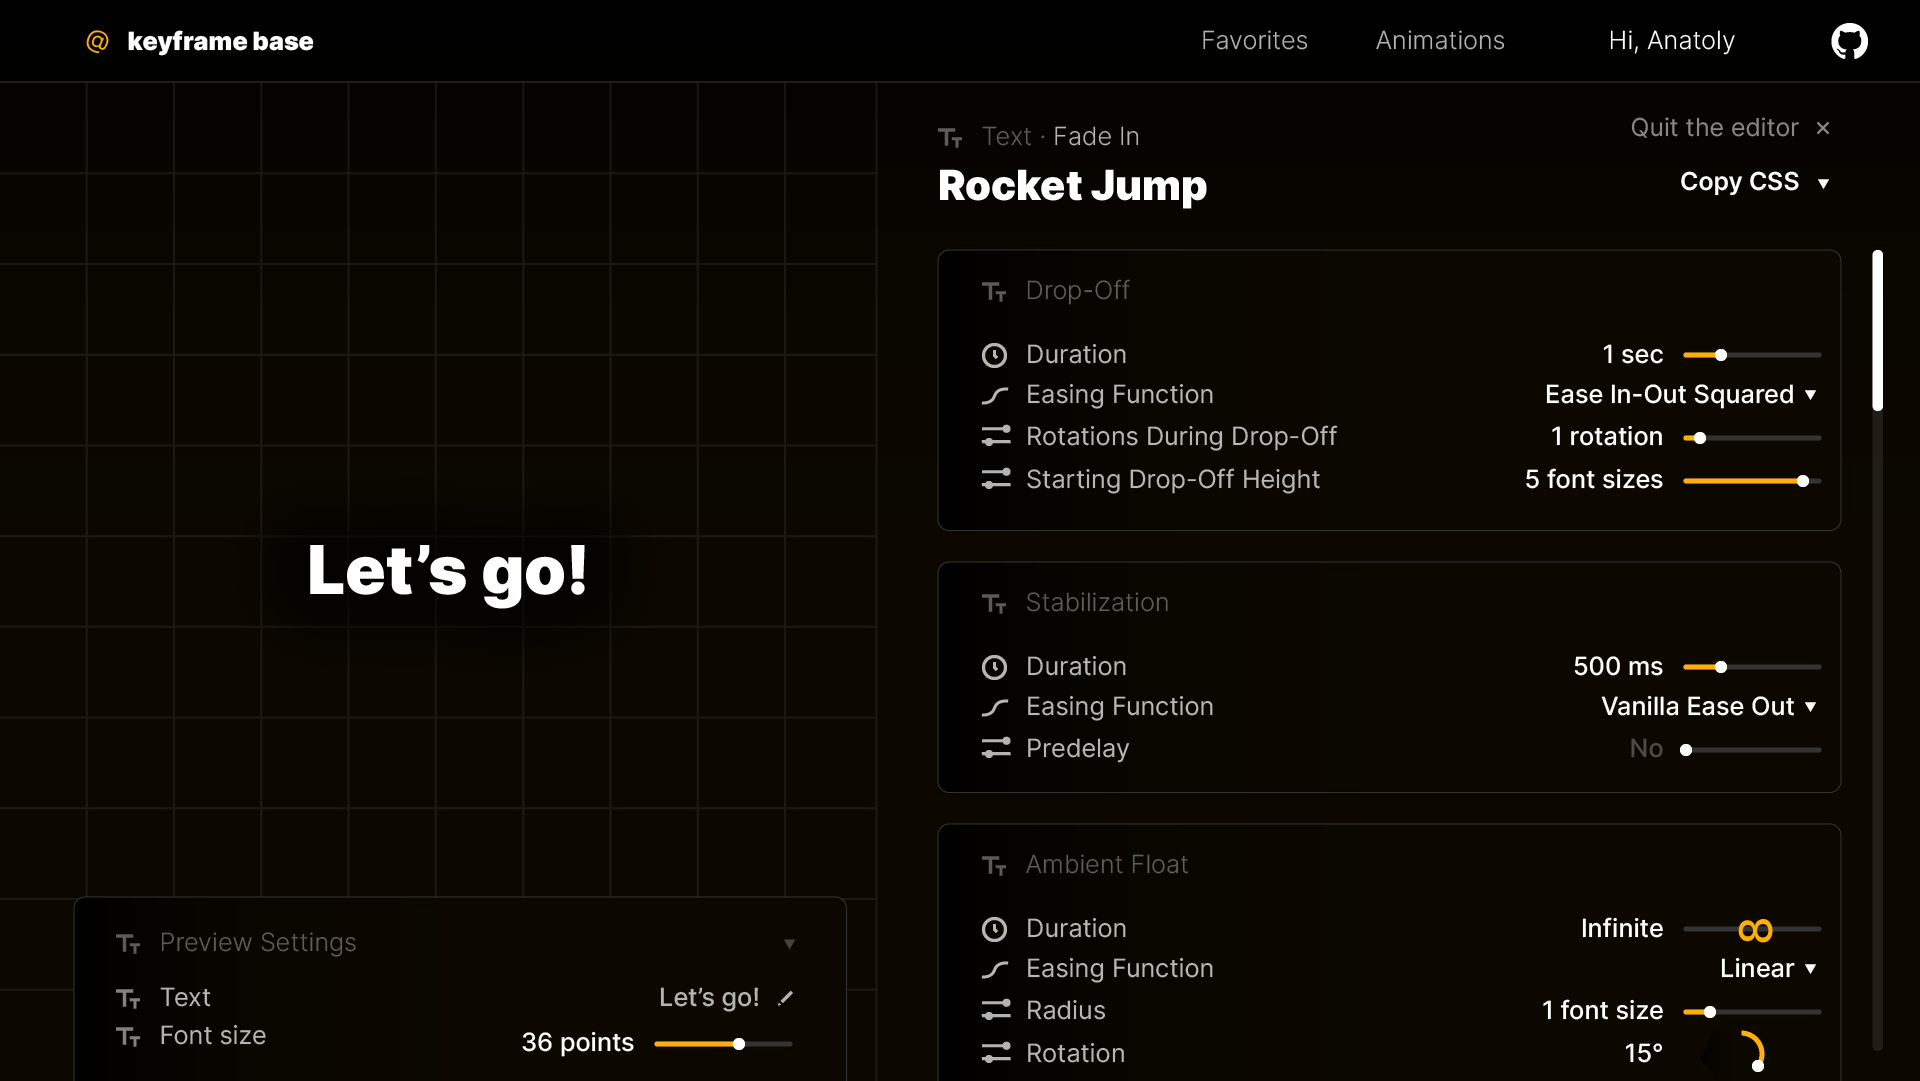 @ keyframe base
Favorites
Animations
Hi, Anatoly
Text · Fade In
Quit the editor ×
Rocket Jump
Copy CSS
Drop-Off
Duration 1 sec
Easing Function Ease In-Out Squared
Rotations During Drop-Off 1 rotation
Starting Drop-Off Height 5 font sizes
Let’s go!
Stabilization
Duration 500 ms
Easing Function Vanilla Ease Out
Predelay No
Ambient Float
Duration Infinite
Easing Function Linear
Radius 1 font size
Rotation 15°
Preview Settings
Text Let’s go!
Font size 36 points